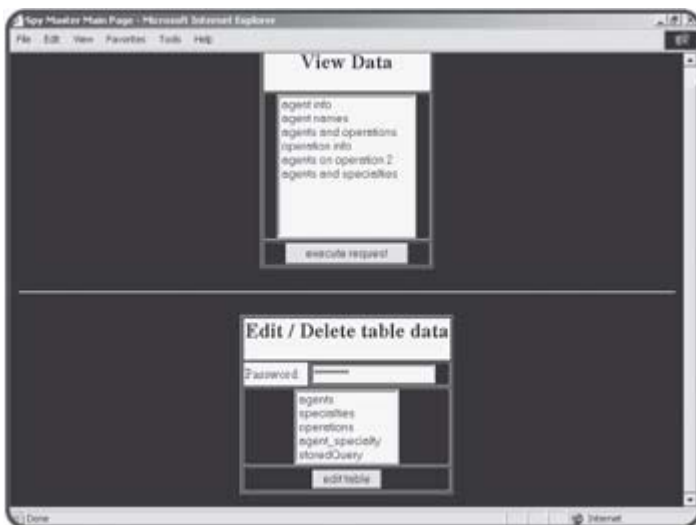 Spy Master Main Page - Microsoft Internet Explorer
File Edit View Favorites Tools Help
View Data
agent info
agent names
agents and operations
operation info
agents on operation 2
agents and specialties
execute request
Edit / Delete table data
Password
agents
specialties
operations
agent_specialty
storedQuery
edit table
Done Internet